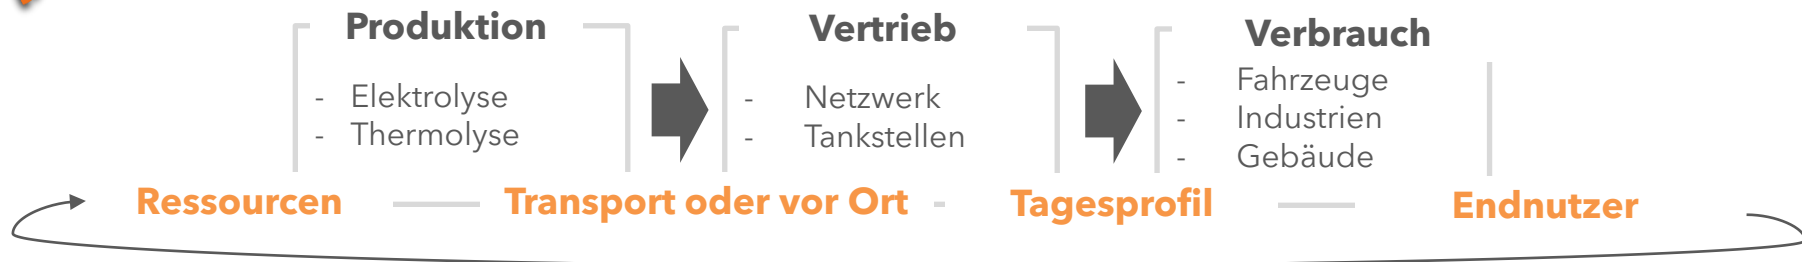 Produktion
- Elektrolyse
- Thermolyse
Vertrieb
- Netzwerk
- Tankstellen
Verbrauch
- Fahrzeuge
- Industrien
- Gebäude
Ressourcen
Transport oder vor Ort
Tagesprofil
Endnutzer